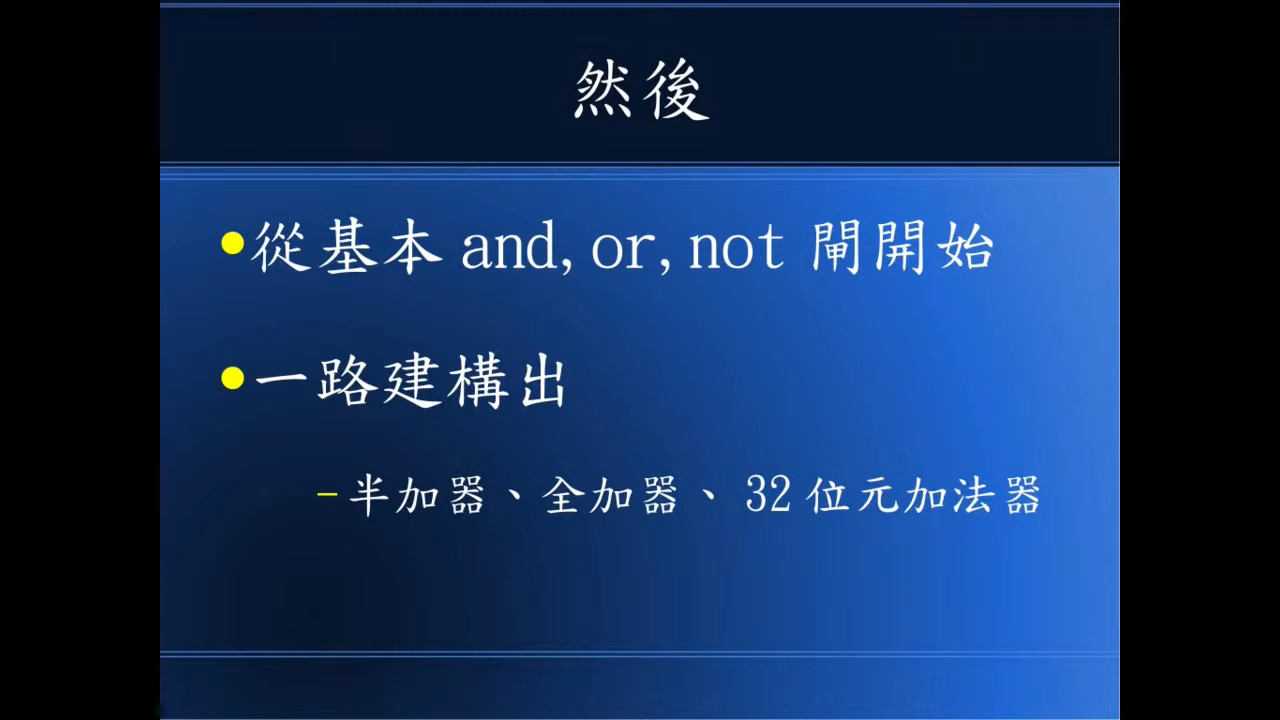 然後
•從基本 and,or,not 閘開始
•一路建構出
–半加器、全加器、 32 位元加法器